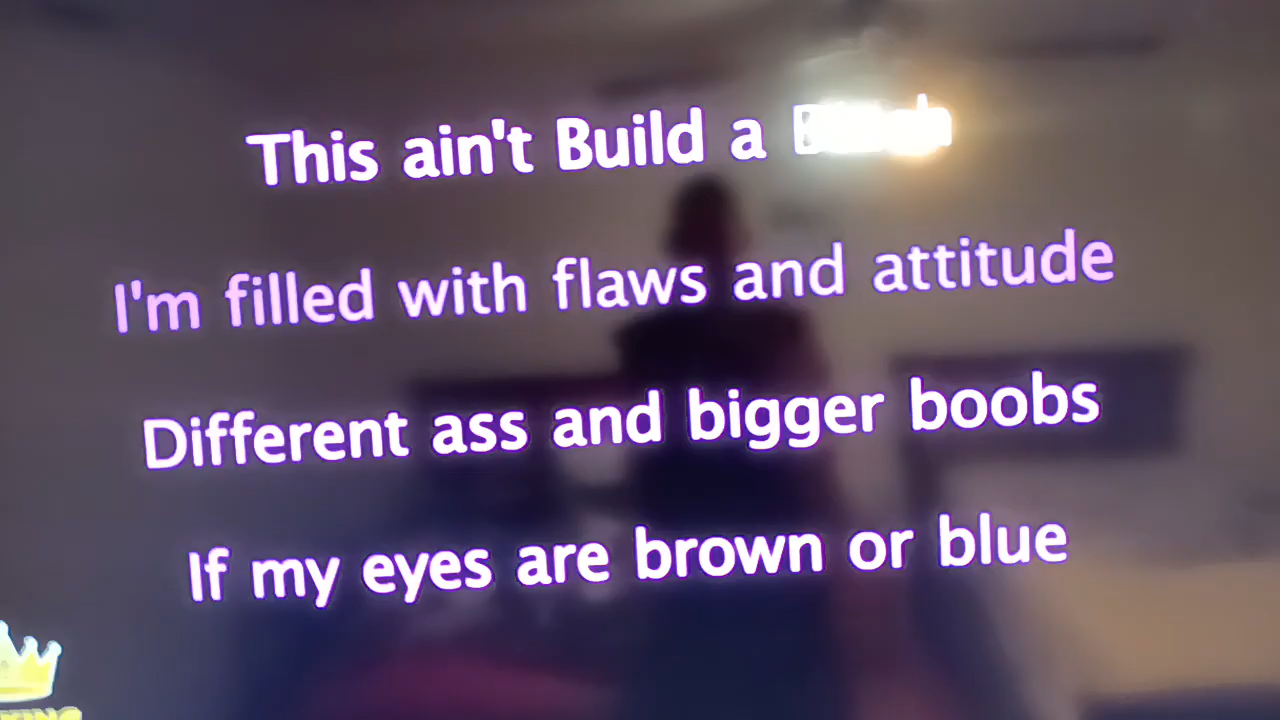 This ain't Build a
I'm filled with flaws and attitude
Different ass and bigger boobs
If my eyes are brown or blue
KING